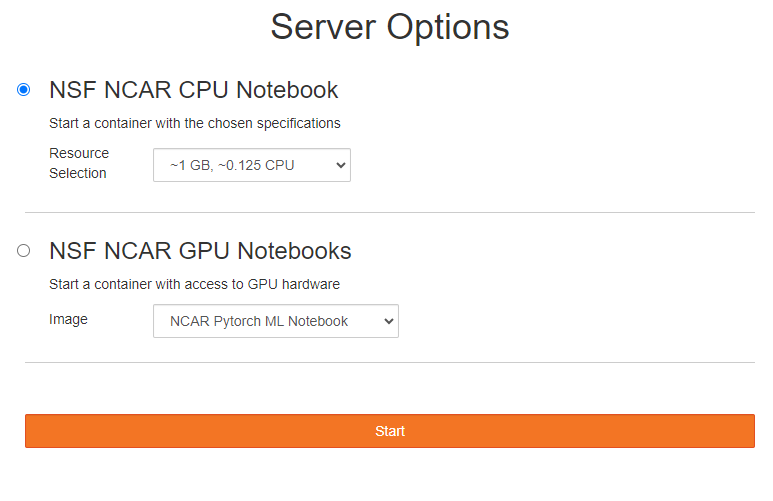 Server Options
NSF NCAR CPU Notebook
Start a container with the chosen specifications
Resource
Selection
~1 GB, ~0.125 CPU
NSF NCAR GPU Notebooks
Start a container with access to GPU hardware
Image
NCAR Pytorch ML Notebook
Start